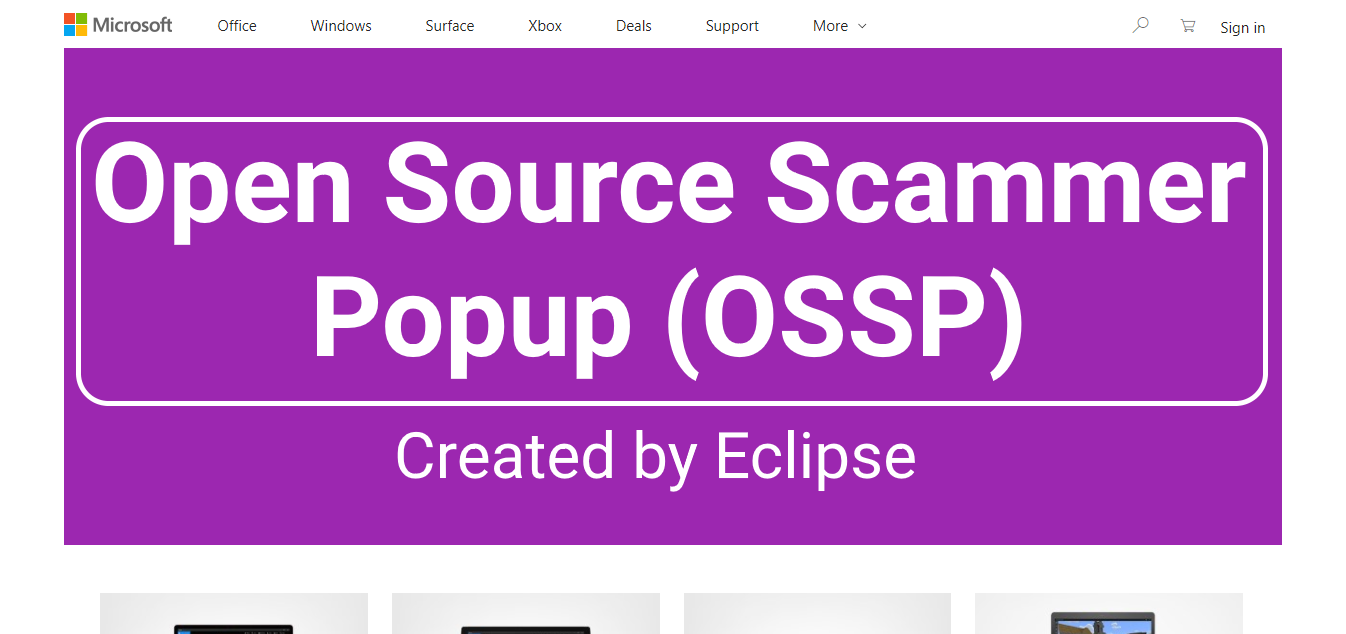 Microsoft Office Windows Surface Xbox Deals Support More Sign in
Open Source Scammer
Popup (OSSP)
Created by Eclipse